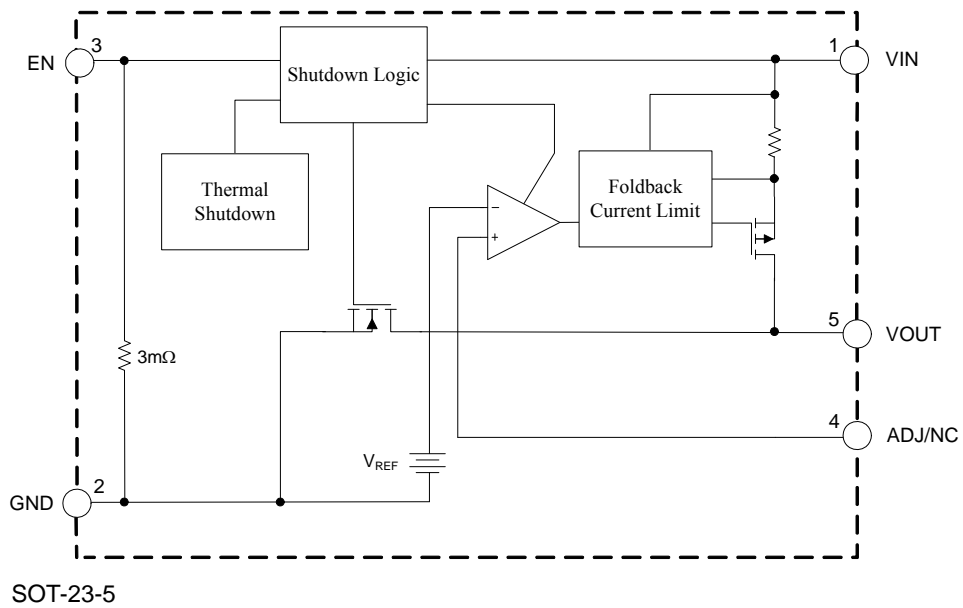 3
EN
Shutdown Logic
1
VIN
Thermal
Shutdown
Foldback
Current Limit
−
+
5
VOUT
3mΩ
4
ADJ/NC
VREF
2
GND
SOT-23-5